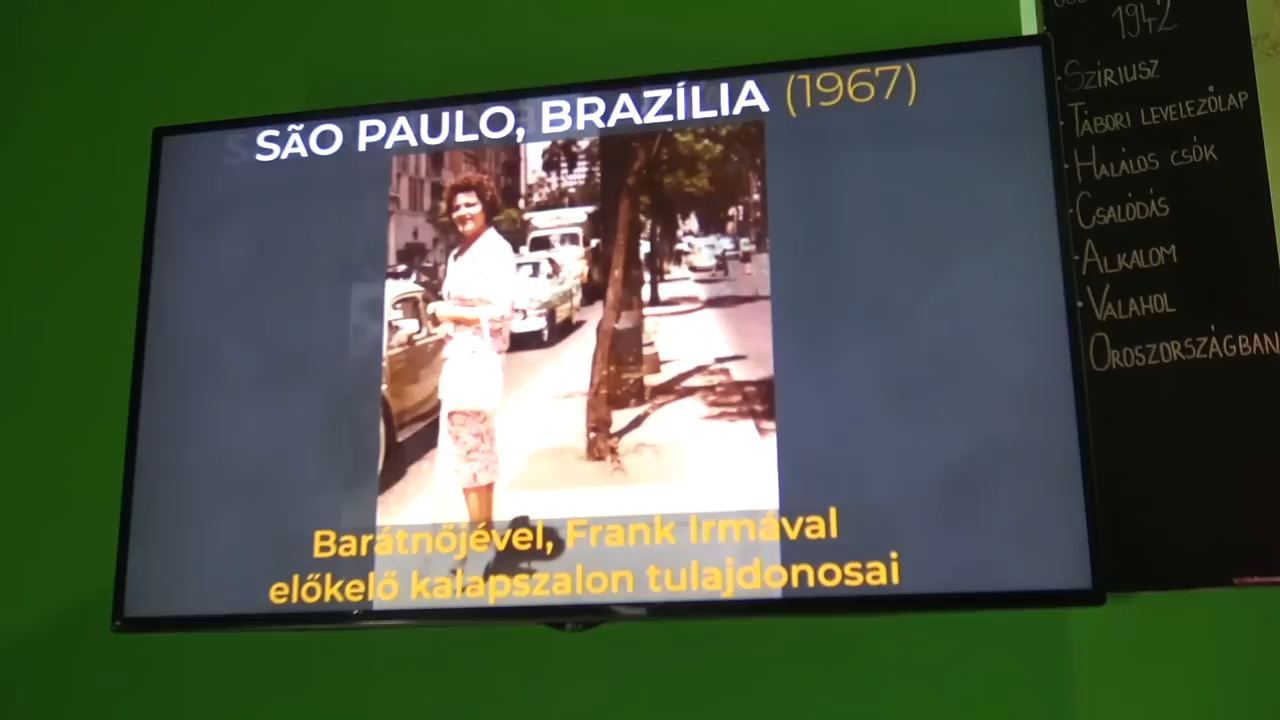 SÃO PAULO, BRAZÍLIA (1967)
Barátnőjével, Frank Irmával
előkelő kalapszalon tulajdonosai
1942
· SZÍRIUSZ
· TÁBORI LEVELEZŐLAP
· HALÁLOS CSÓK
· CSALÓDÁS
· ALKALOM
· VALAHOL
OROSZORSZÁGBAN